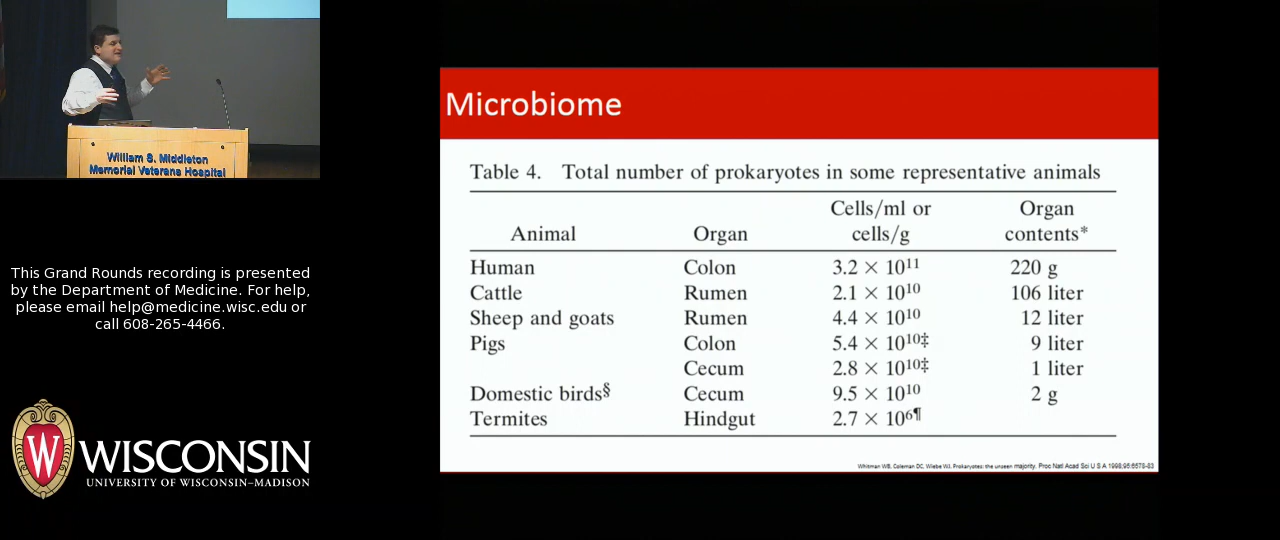 William S. Middleton
Memorial Veterans Hospital
This Grand Rounds recording is presented
by the Department of Medicine. For help,
please email help@medicine.wisc.edu or
call 608-265-4466.
W
WISCONSIN
UNIVERSITY OF WISCONSIN–MADISON
Microbiome
Table 4. Total number of prokaryotes in some representative animals
Animal Organ Cells/ml or cells/g Organ contents*
Human Colon 3.2 × 10¹¹ 220 g
Cattle Rumen 2.1 × 10¹⁰ 106 liter
Sheep and goats Rumen 4.4 × 10¹⁰ 12 liter
Pigs Colon 5.4 × 10¹⁰‡ 9 liter
Cecum 2.8 × 10¹⁰‡ 1 liter
Domestic birds§ Cecum 9.5 × 10¹⁰ 2 g
Termites Hindgut 2.7 × 10⁶¶
Whitman WB, Coleman DC, Wiebe WJ. Prokaryotes: the unseen majority. Proc Natl Acad Sci U S A 1998;95:6578-83